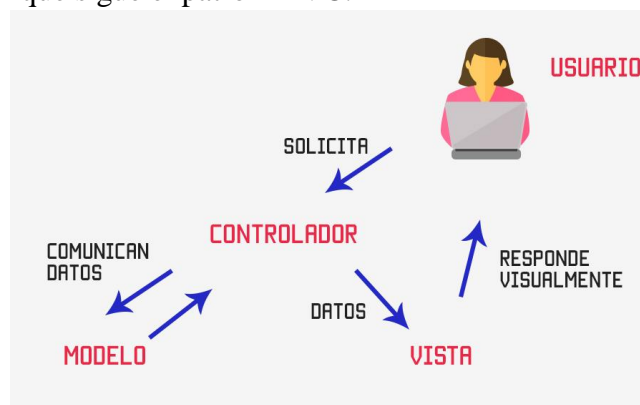 USUARIO
SOLICITA
CONTROLADOR
COMUNICAN
DATOS
RESPONDE
VISUALMENTE
DATOS
MODELO
VISTA